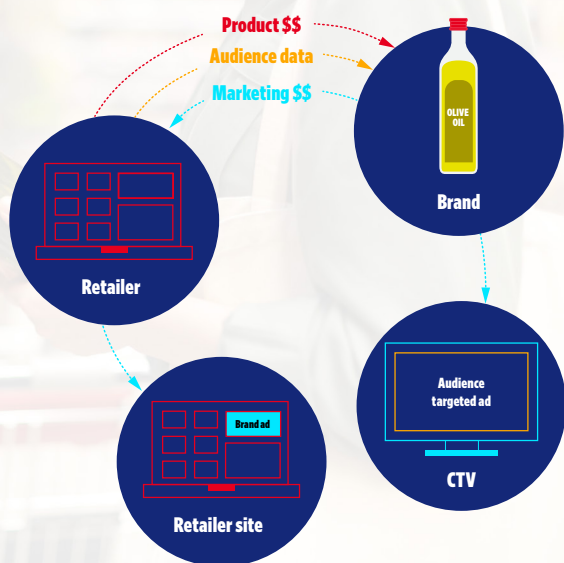 Product $$
Audience data
Marketing $$
OLIVE
OIL
Brand
Retailer
Audience
targeted ad
Brand ad
CTV
Retailer site